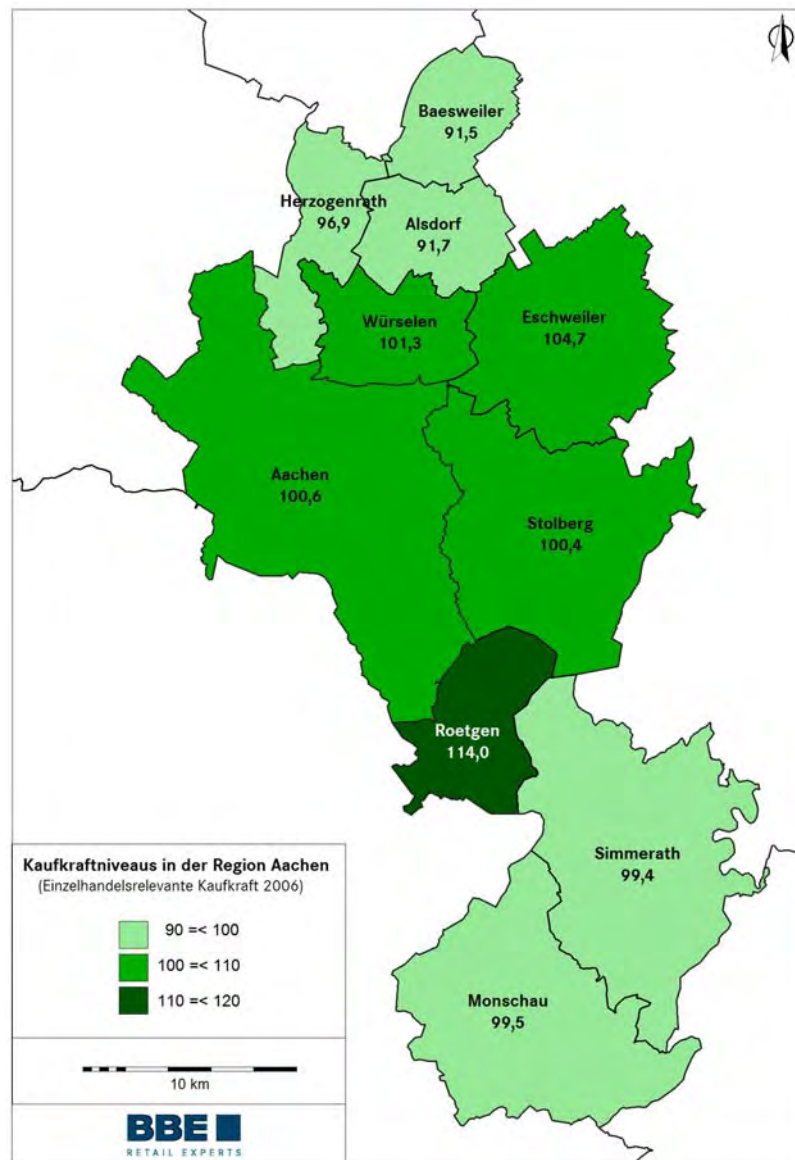 Baesweiler
91,5
Herzogenrath
96,9
Alsdorf
91,7
Würselen
101,3
Eschweiler
104,7
Aachen
100,6
Stolberg
100,4
Roetgen
114,0
Simmerath
99,4
Monschau
99,5
Kaufkraftniveaus in der Region Aachen
(Einzelhandelsrelevante Kaufkraft 2006)
90 =< 100
100 =< 110
110 =< 120
10 km
BBE
RETAIL EXPERTS